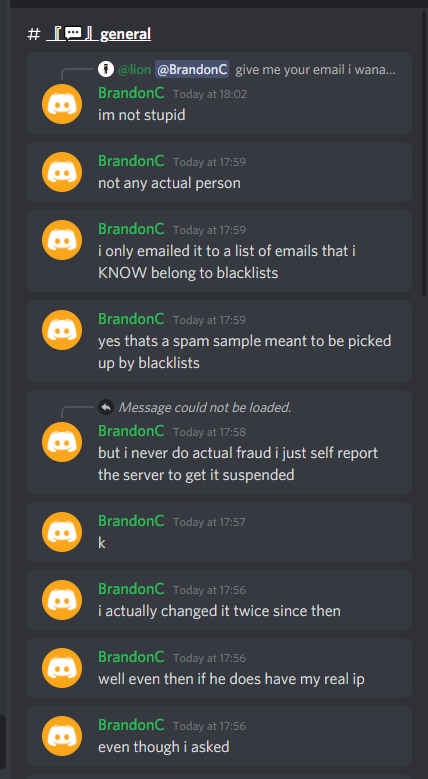 # 『💬』general
@lion @BrandonC give me your email i wana...
BrandonC Today at 18:02
im not stupid
BrandonC Today at 17:59
not any actual person
BrandonC Today at 17:59
i only emailed it to a list of emails that i
KNOW belong to blacklists
BrandonC Today at 17:59
yes thats a spam sample meant to be picked
up by blacklists
Message could not be loaded.
BrandonC Today at 17:58
but i never do actual fraud i just self report
the server to get it suspended
BrandonC Today at 17:57
k
BrandonC Today at 17:56
i actually changed it twice since then
BrandonC Today at 17:56
well even then if he does have my real ip
BrandonC Today at 17:56
even though i asked